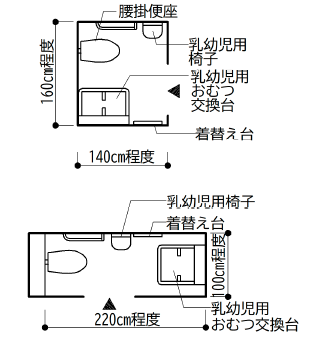 腰掛便座
乳幼児用
椅子
乳幼児用
おむつ
交換台
160cm程度
着替え台
140cm程度
乳幼児用椅子
着替え台
100cm程度
乳幼児用
おむつ交換台
220cm程度